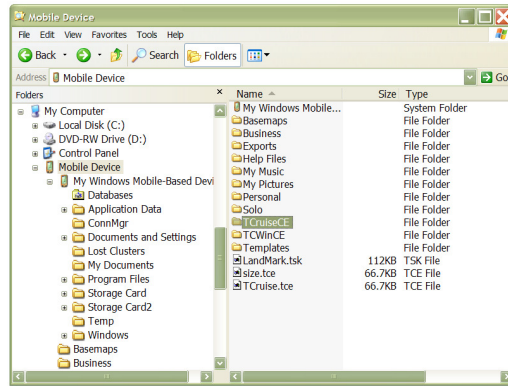 Mobile Device
File Edit View Favorites Tools Help
Back Search Folders
Address Mobile Device Go
Folders × Name Size Type
My Computer
Local Disk (C:)
DVD-RW Drive (D:)
Control Panel
Mobile Device
My Windows Mobile-Based Devi
Databases
Application Data
ConnMgr
Documents and Settings
Lost Clusters
My Documents
Program Files
Storage Card
Storage Card2
Temp
Windows
Basemaps
Business
My Windows Mobile... System Folder
Basemaps File Folder
Business File Folder
Exports File Folder
Help Files File Folder
My Music File Folder
My Pictures File Folder
Personal File Folder
Solo File Folder
TCruiseCE File Folder
TCWinCE File Folder
Templates File Folder
LandMark.tsk 112KB TSK File
size.tce 66.7KB TCE File
TCruise.tce 66.7KB TCE File